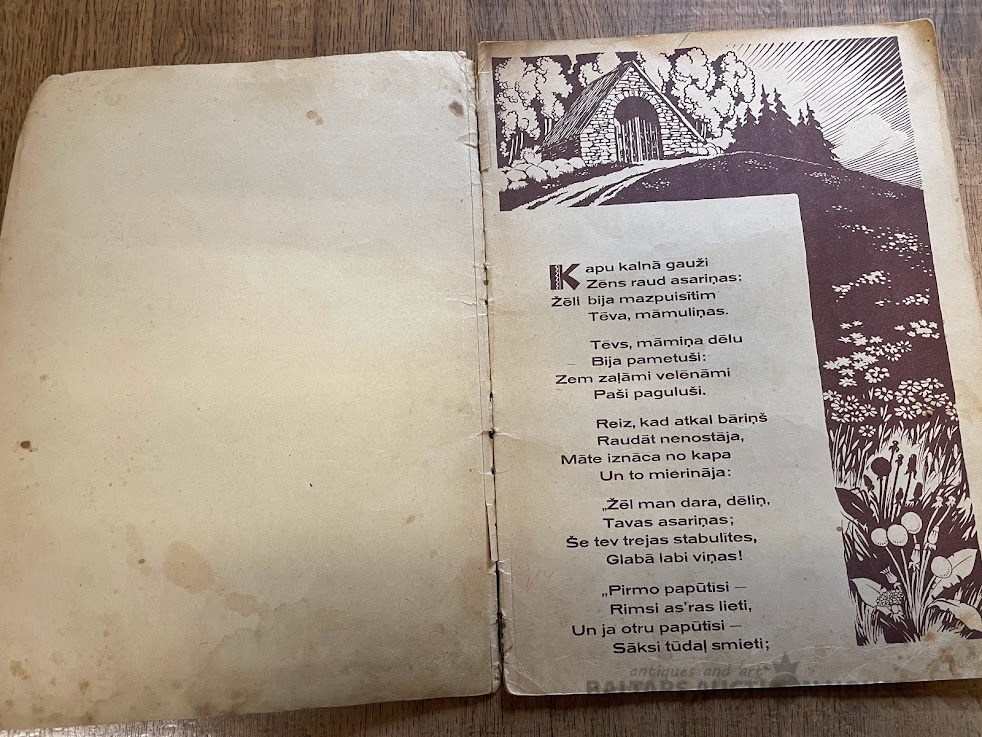 Kapu kalnā gauži
Zēns raud asariņas:
Žēli bija mazpuisītim
Tēva, māmuliņas.
Tēvs, māmiņa dēlu
Bija pametuši:
Zem zaļāmi velēnāmi
Paši paguluši.
Reiz, kad atkal bāriņš
Raudāt nenostāja,
Māte iznāca no kapa
Un to mierināja:
„Žēl man dara, dēliņ,
Tavas asariņas;
Še tev trejas stabulītes,
Glabā labi viņas!
„Pirmo papūtīsi —
Rimsi as'ras lieti,
Un ja otru papūtīsi —
Sāksi tūdaļ smieti;
antiques and art
BALTARS AUCTION HOUSE